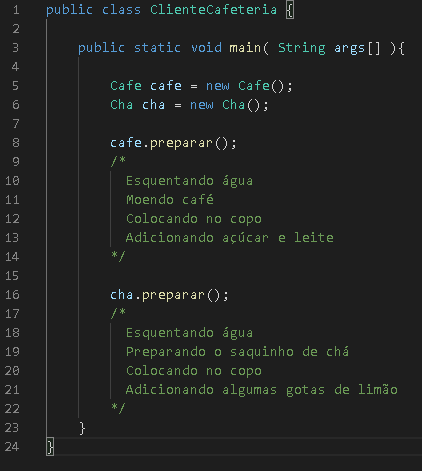 1 public class ClienteCafeteria {
2
3 public static void main( String args[] ){
4
5 Cafe cafe = new Cafe();
6 Cha cha = new Cha();
7
8 cafe.preparar();
9 /*
10 Esquentando água
11 Moendo café
12 Colocando no copo
13 Adicionando açúcar e leite
14 */
15
16 cha.preparar();
17 /*
18 Esquentando água
19 Preparando o saquinho de chá
20 Colocando no copo
21 Adicionando algumas gotas de limão
22 */
23 }
24 }